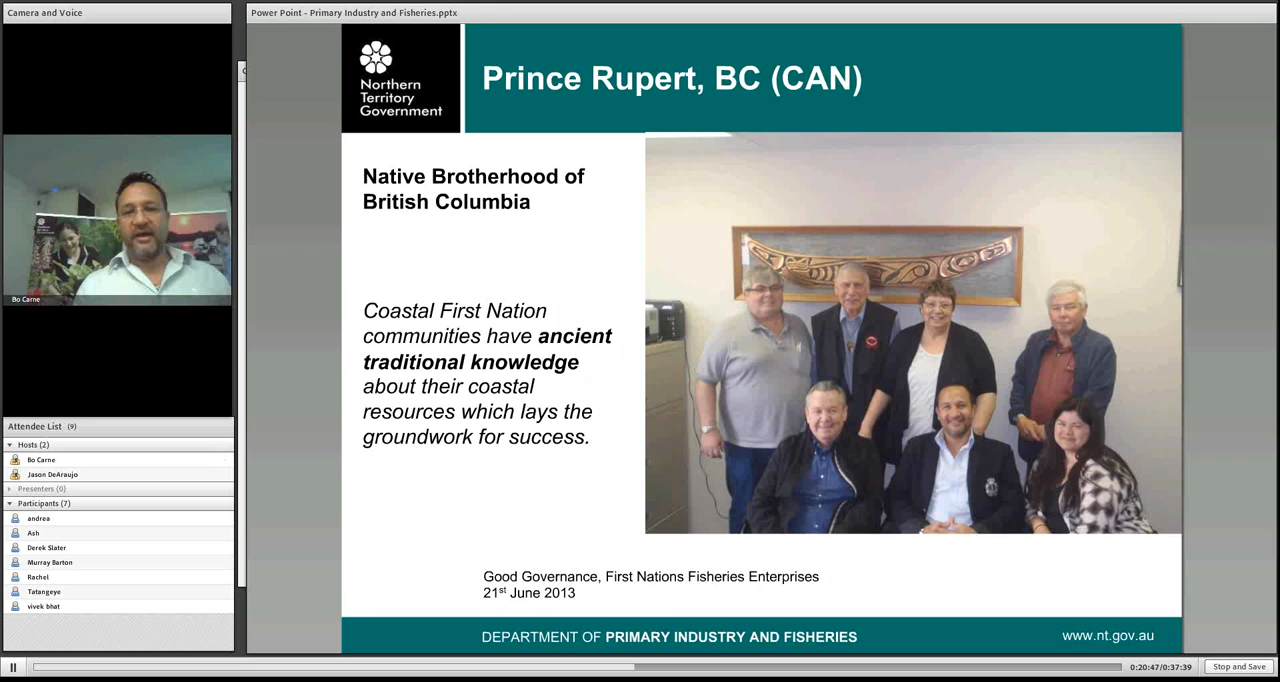 Camera and Voice
Bo Carne
Attendee List (9)
Hosts (2)
Bo Carne
Jason DeAraujo
Presenters (0)
Participants (7)
andrea
Ash
Derek Slater
Murray Barton
Rachel
Tatangeye
vivek bhat
Power Point - Primary Industry and Fisheries.pptx
Northern
Territory
Government
Prince Rupert, BC (CAN)
Native Brotherhood of
British Columbia
Coastal First Nation
communities have ancient
traditional knowledge
about their coastal
resources which lays the
groundwork for success.
Good Governance, First Nations Fisheries Enterprises
21st June 2013
DEPARTMENT OF PRIMARY INDUSTRY AND FISHERIES
www.nt.gov.au
0:20:47/0:37:39
Stop and Save